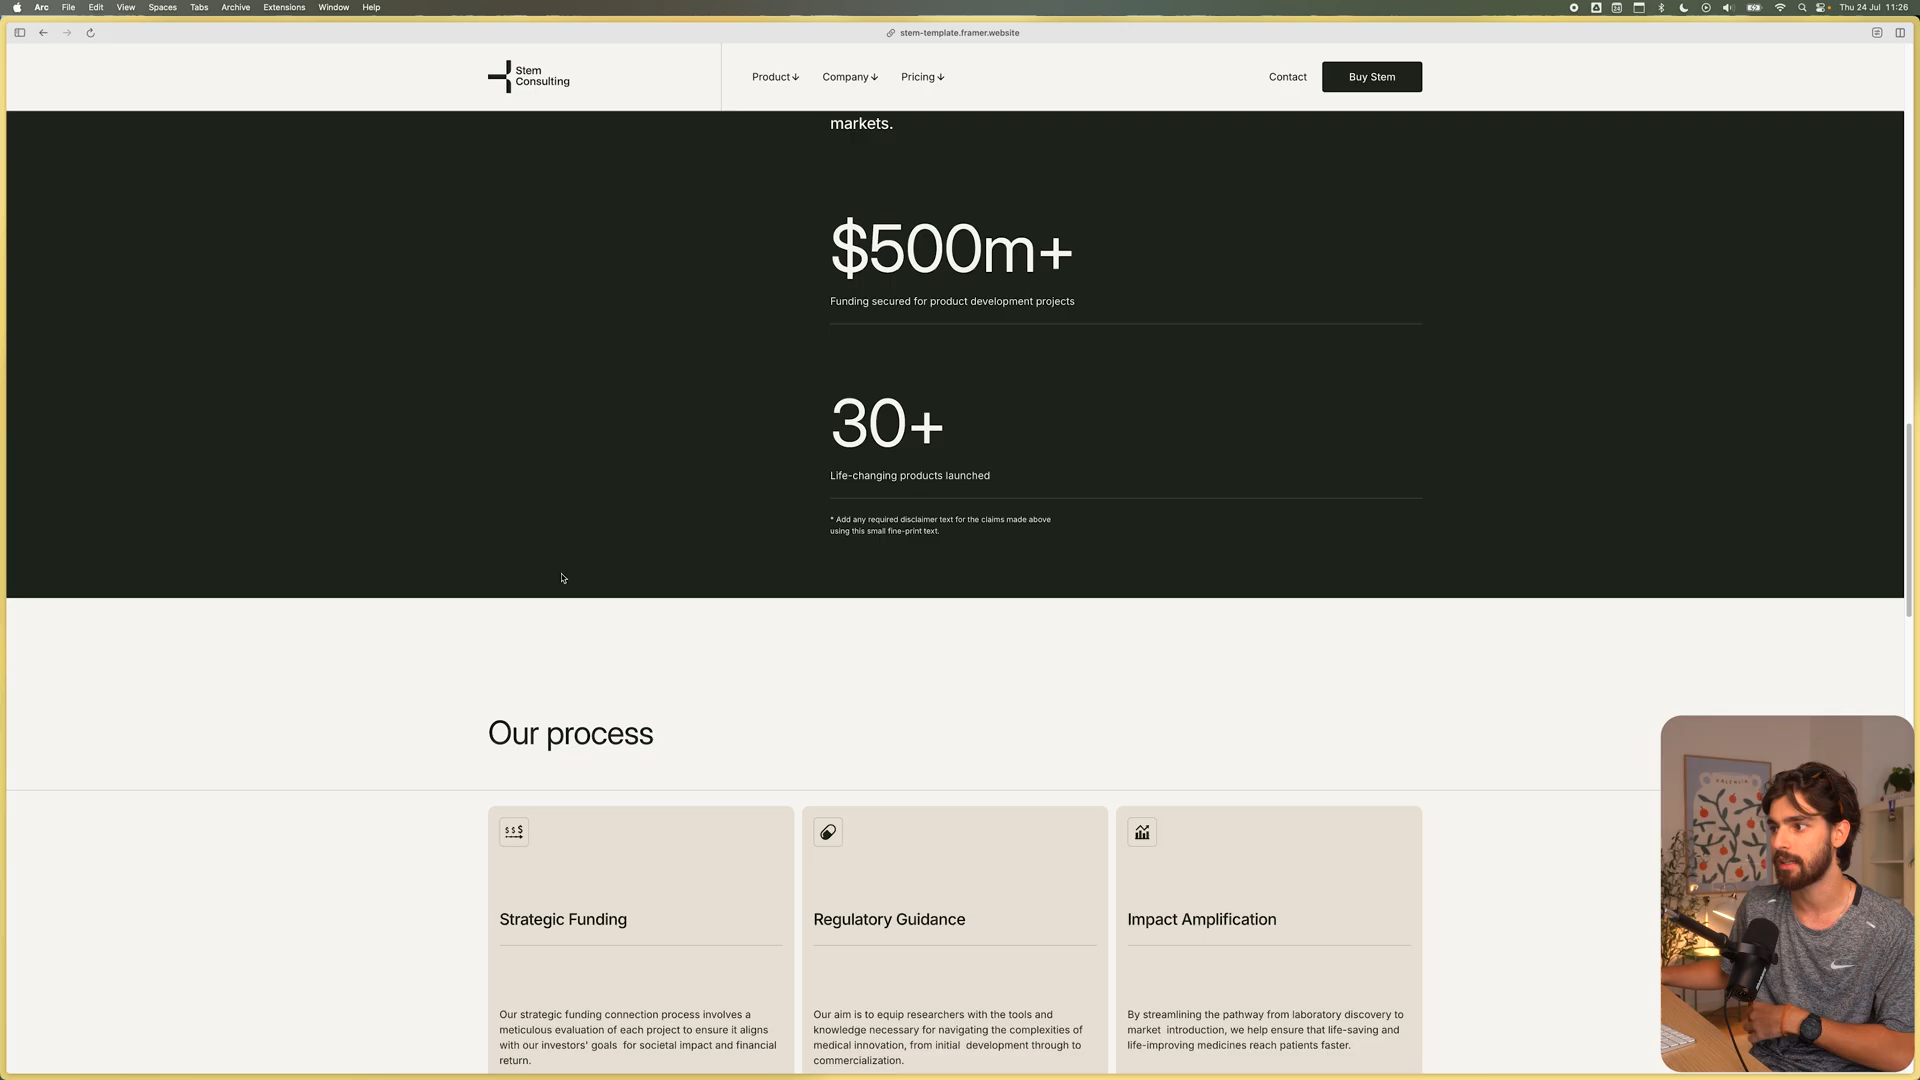 Arc File Edit View Spaces Tabs Archive Extensions Window Help
Thu 24 Jul 11:26
stem-template.framer.website
Stem
Consulting
Product Company Pricing
Contact
Buy Stem
markets.
$500m+
Funding secured for product development projects
30+
Life-changing products launched
* Add any required disclaimer text for the claims made above
using this small fine-print text.
Our process
$ $ $
Strategic Funding
Our strategic funding connection process involves a
meticulous evaluation of each project to ensure it aligns
with our investors' goals for societal impact and financial
return.
Regulatory Guidance
Our aim is to equip researchers with the tools and
knowledge necessary for navigating the complexities of
medical innovation, from initial development through to
commercialization.
Impact Amplification
By streamlining the pathway from laboratory discovery to
market introduction, we help ensure that life-saving and
life-improving medicines reach patients faster.